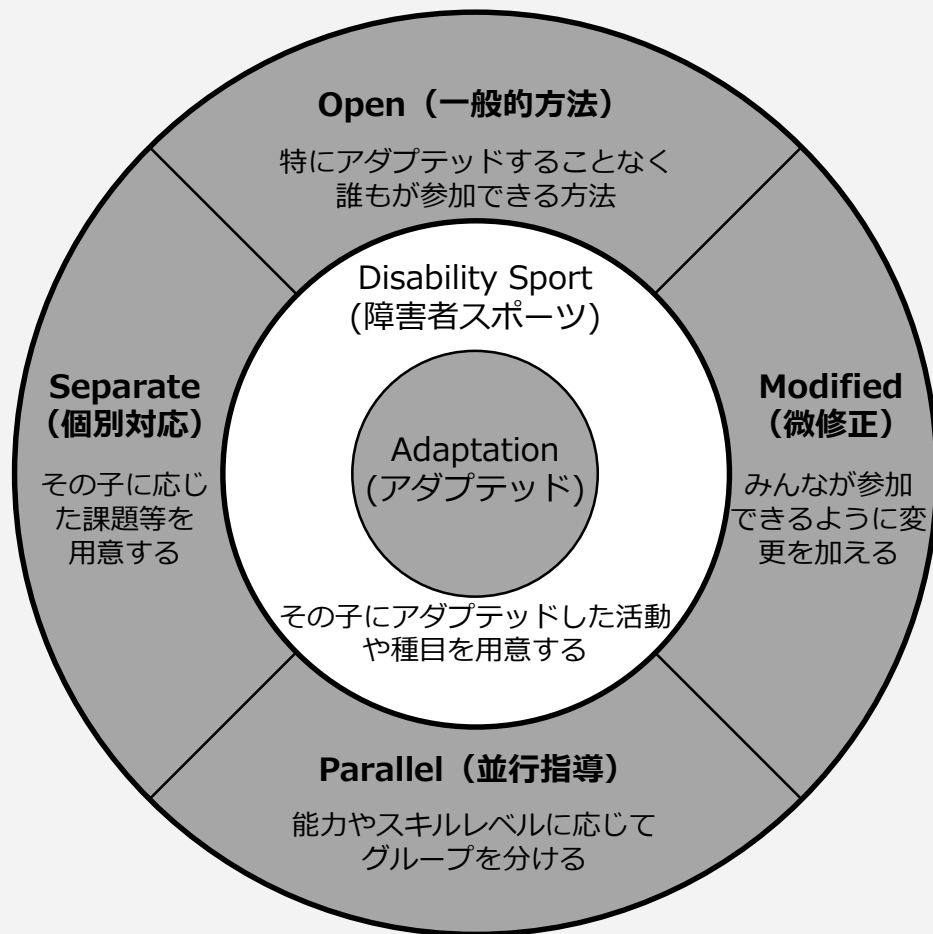 Open（一般的方法）
特にアダプテッドすることなく
誰もが参加できる方法
Disability Sport
(障害者スポーツ)
Separate
（個別対応）
その子に応じ
た課題等を
用意する
Adaptation
(アダプテッド)
Modified
（微修正）
みんなが参加
できるように変
更を加える
その子にアダプテッドした活動
や種目を用意する
Parallel（並行指導）
能力やスキルレベルに応じて
グループを分ける